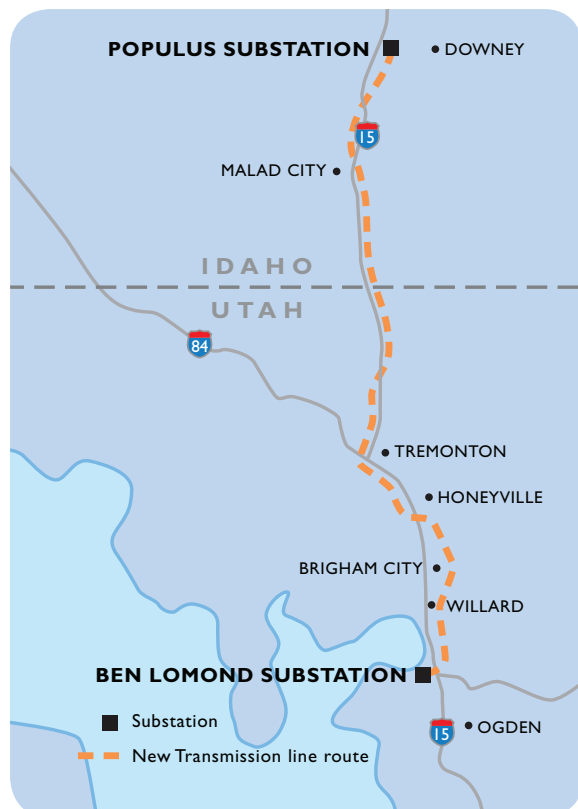 POPULUS SUBSTATION
DOWNEY
15
MALAD CITY
IDAHO
UTAH
84
TREMONTON
HONEYVILLE
BRIGHAM CITY
WILLARD
BEN LOMOND SUBSTATION
Substation
15
OGDEN
New Transmission line route